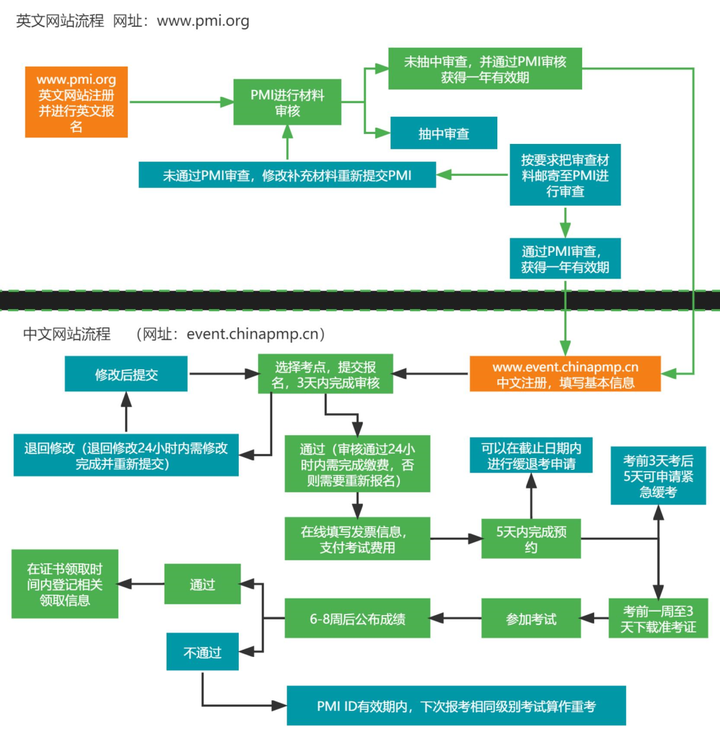 英文网站流程 网址：www.pmi.org
www.pmi.org
英文网站注册
并进行英文报
名
PMI进行材料
审核
未抽中审查，并通过PMI审核
获得一年有效期
抽中审查
未通过PMI审查，修改补充材料重新提交PMI
按要求把审查材
料邮寄至PMI进
行审查
通过PMI审查，
获得一年有效期
中文网站流程 （网址：event.chinapmp.cn）
修改后提交
选择考点，提交报
名，3天内完成审核
www.event.chinapmp.cn
中文注册，填写基本信息
退回修改（退回修改24小时内需修改
完成并重新提交）
通过（审核通过24小
时内需完成缴费，否
则需要重新报名）
可以在截止日期内
进行缓退考申请
考前3天考后
5天可申请紧
急缓考
在线填写发票信息，
支付考试费用
5天内完成预
约
在证书领取时
间内登记相关
领取信息
通过
6-8周后公布成绩
参加考试
考前一周至3
天下载准考证
不通过
PMI ID有效期内，下次报考相同级别考试算作重考